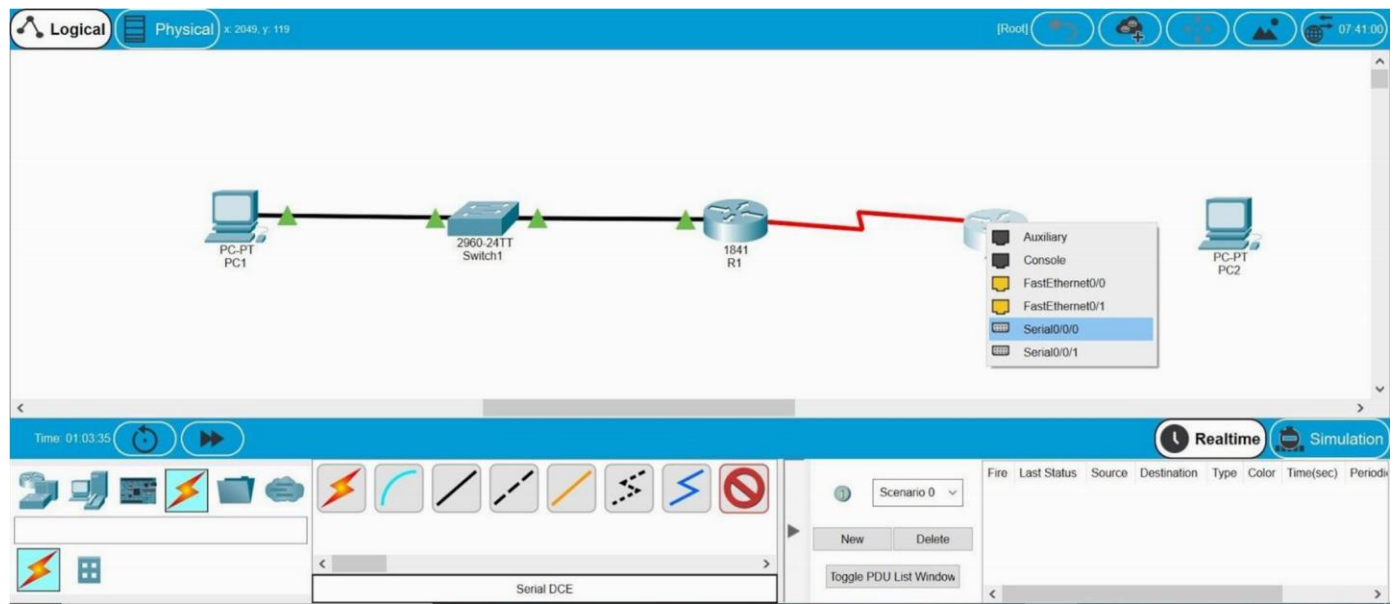 Logical
Physical
x: 2049, y: 119
[Root]
07:41:00
PC-PT
PC1
2960-24TT
Switch1
1841
R1
Auxiliary
Console
FastEthernet0/0
FastEthernet0/1
Serial0/0/0
Serial0/0/1
PC-PT
PC2
Time: 01:03:35
Realtime
Simulation
Scenario 0
New
Delete
Toggle PDU List Window
Fire Last Status Source Destination Type Color Time(sec) Periodi
Serial DCE